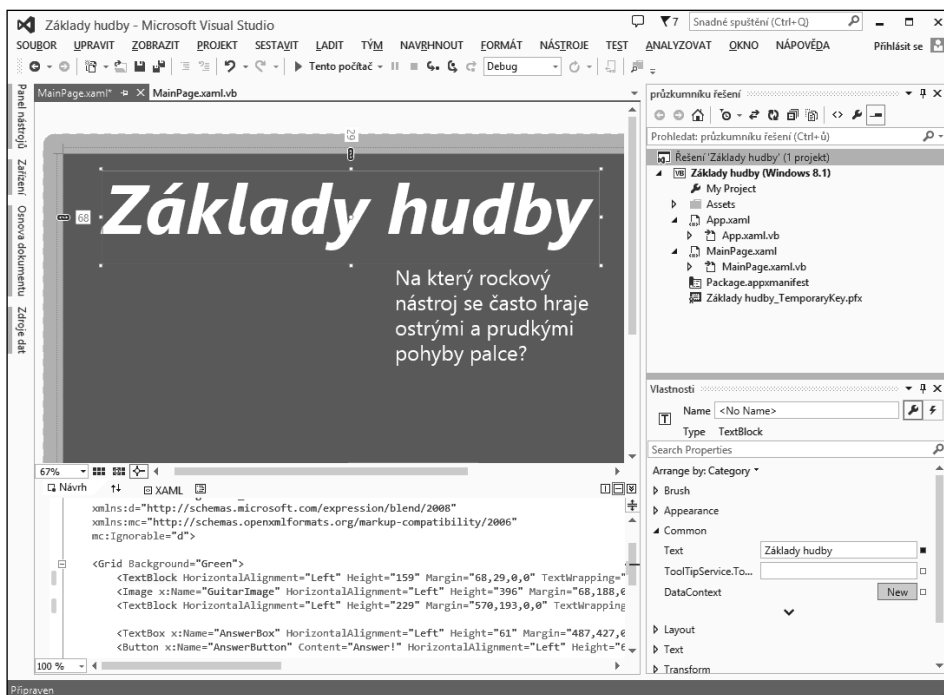 Základy hudby - Microsoft Visual Studio
7
Snadné spuštění (Ctrl+Q)
SOUBOR UPRAVIT ZOBRAZIT PROJEKT SESTAVIT LADIT TÝM NAVRHNOUT FORMÁT NÁSTROJE TEST ANALYZOVAT OKNO NÁPOVĚDA Přihlásit se
Tento počítač
Debug
Panel nástrojů
Zařízení
Osnova dokumentu
Zdroje dat
MainPage.xaml*
MainPage.xaml.vb
29
68
Základy hudby
Na který rockový
nástroj se často hraje
ostrými a prudkými
pohyby palce?
67%
Návrh
XAML
xmlns:d="http://schemas.microsoft.com/expression/blend/2008"
xmlns:mc="http://schemas.openxmlformats.org/markup-compatibility/2006"
mc:Ignorable="d">
<Grid Background="Green">
<TextBlock HorizontalAlignment="Left" Height="159" Margin="68,29,0,0" TextWrapping="
<Image x:Name="GuitarImage" HorizontalAlignment="Left" Height="396" Margin="68,188,0
<TextBlock HorizontalAlignment="Left" Height="229" Margin="570,193,0,0" TextWrapping
<TextBox x:Name="AnswerBox" HorizontalAlignment="Left" Height="61" Margin="487,427,0
<Button x:Name="AnswerButton" Content="Answer!" HorizontalAlignment="Left" Height="6
100 %
Připraven
průzkumníku řešení
Prohledat: průzkumníku řešení (Ctrl+ů)
Řešení 'Základy hudby' (1 projekt)
VB Základy hudby (Windows 8.1)
My Project
Assets
App.xaml
App.xaml.vb
MainPage.xaml
MainPage.xaml.vb
Package.appxmanifest
Základy hudby_TemporaryKey.pfx
Vlastnosti
Name <No Name>
Type TextBlock
Search Properties
Arrange by: Category
Brush
Appearance
Common
Text Základy hudby
ToolTipService.To...
DataContext New
Layout
Text
Transform